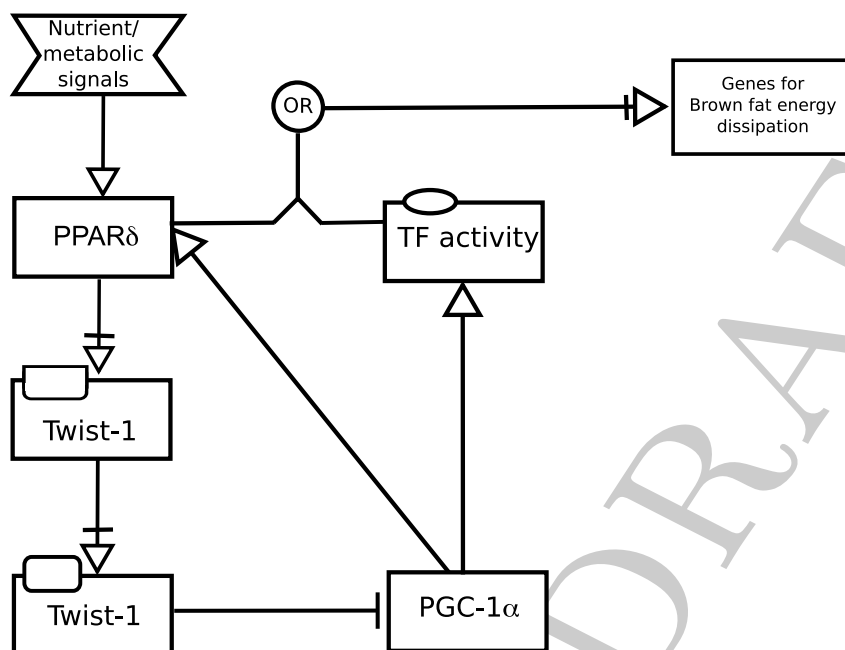 Nutrient/
metabolic
signals
OR
Genes for
Brown fat energy
dissipation
PPARδ
TF activity
Twist-1
Twist-1
PGC-1α
DRAF